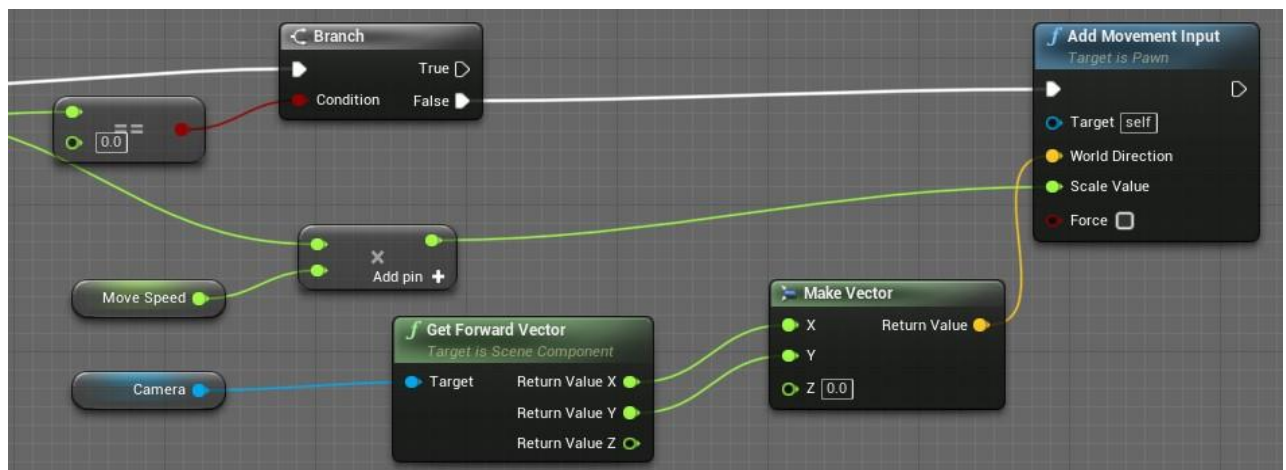 Branch
True
Condition
False
==
0.0
×
Add pin +
Move Speed
Camera
f Get Forward Vector
Target is Scene Component
Target
Return Value X
Return Value Y
Return Value Z
Make Vector
X
Return Value
Y
Z 0.0
f Add Movement Input
Target is Pawn
Target self
World Direction
Scale Value
Force